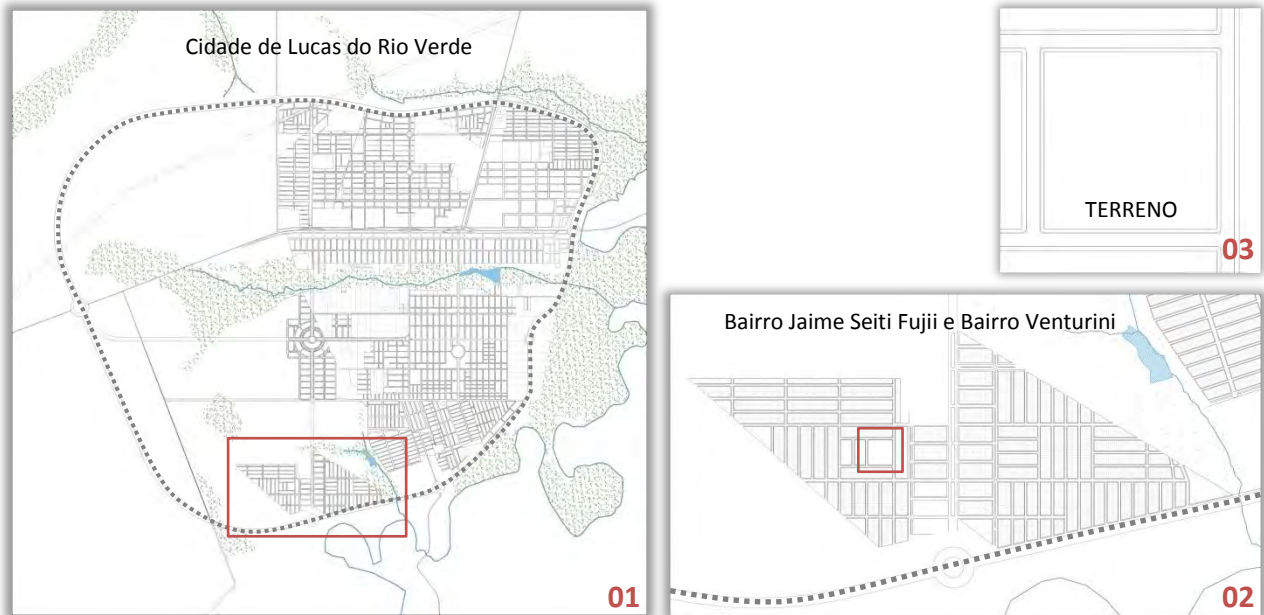 Cidade de Lucas do Rio Verde
01
TERRENO
03
Bairro Jaime Seiti Fujii e Bairro Venturini
02